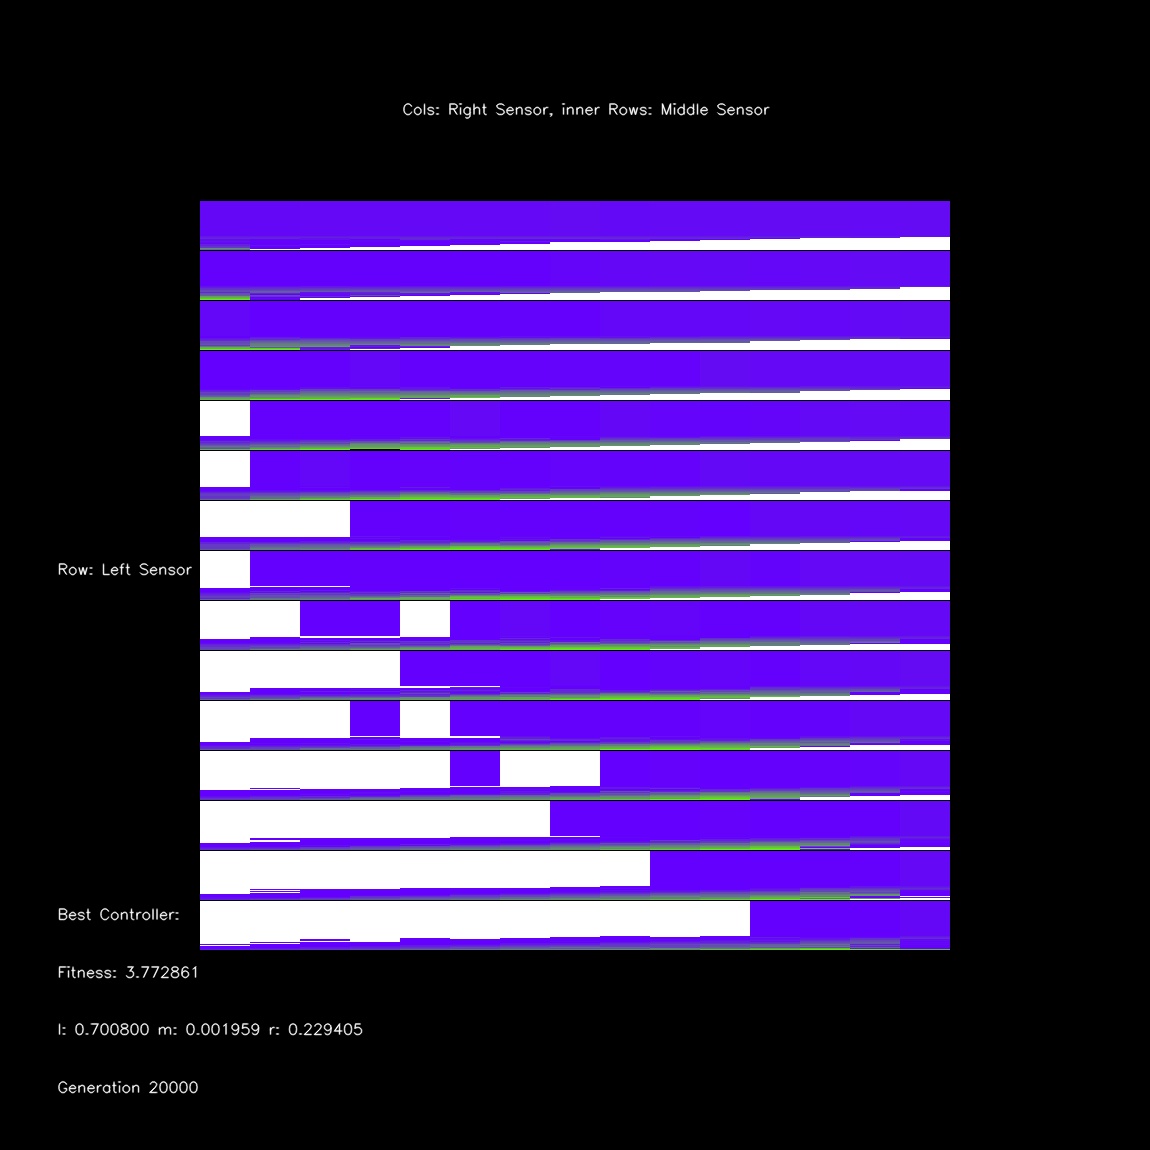 Cols: Right Sensor, inner Rows: Middle Sensor
Row: Left Sensor
Best Controller:
Fitness: 3.772861
l: 0.700800 m: 0.001959 r: 0.229405
Generation 20000